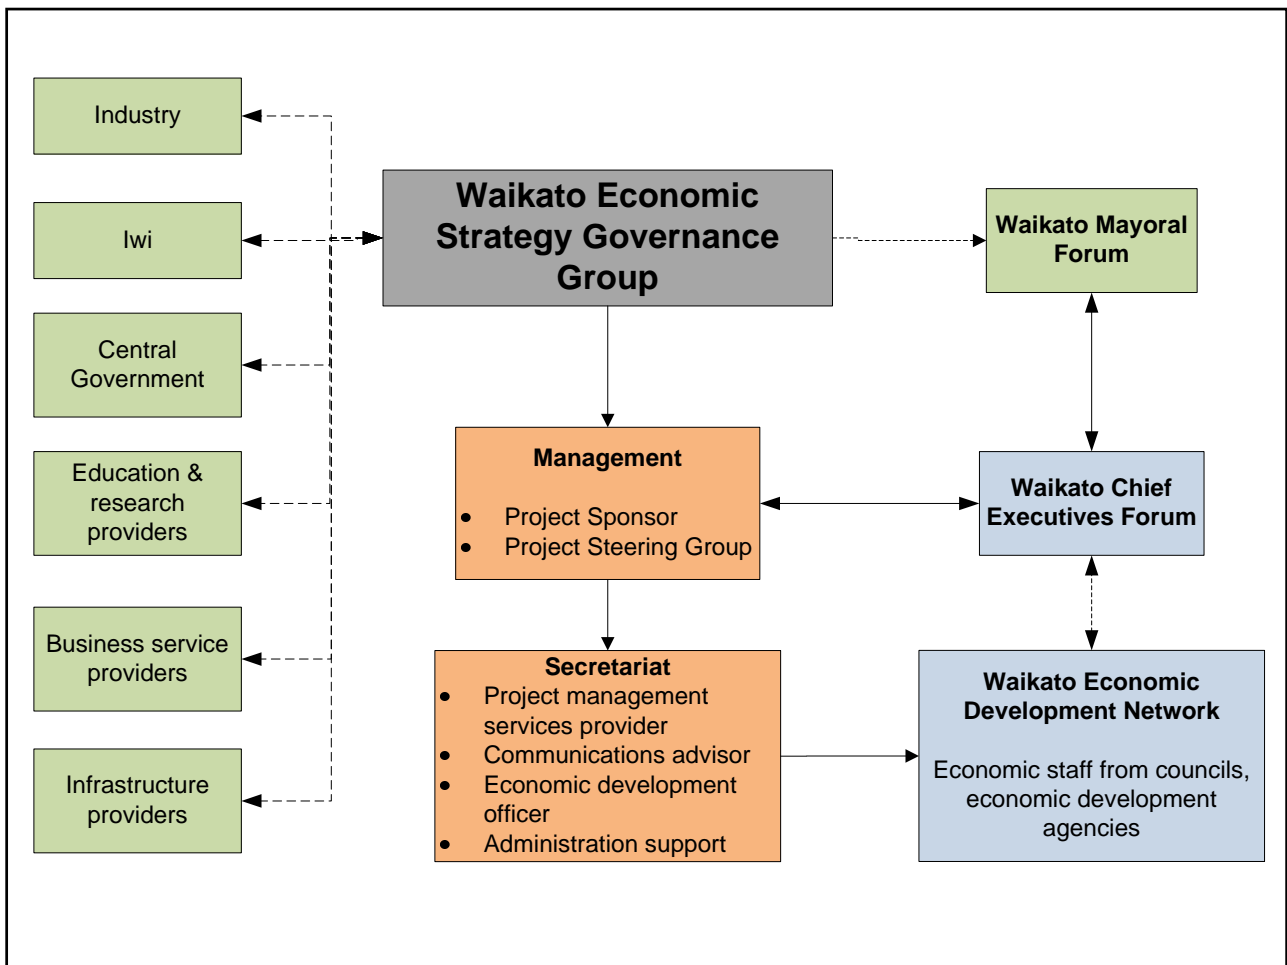 Industry
Iwi
Central
Government
Education &
research
providers
Business service
providers
Infrastructure
providers
Waikato Economic
Strategy Governance
Group
Waikato Mayoral
Forum
Management
• Project Sponsor
• Project Steering Group
Waikato Chief
Executives Forum
Secretariat
• Project management
services provider
• Communications advisor
• Economic development
officer
• Administration support
Waikato Economic
Development Network
Economic staff from councils,
economic development
agencies